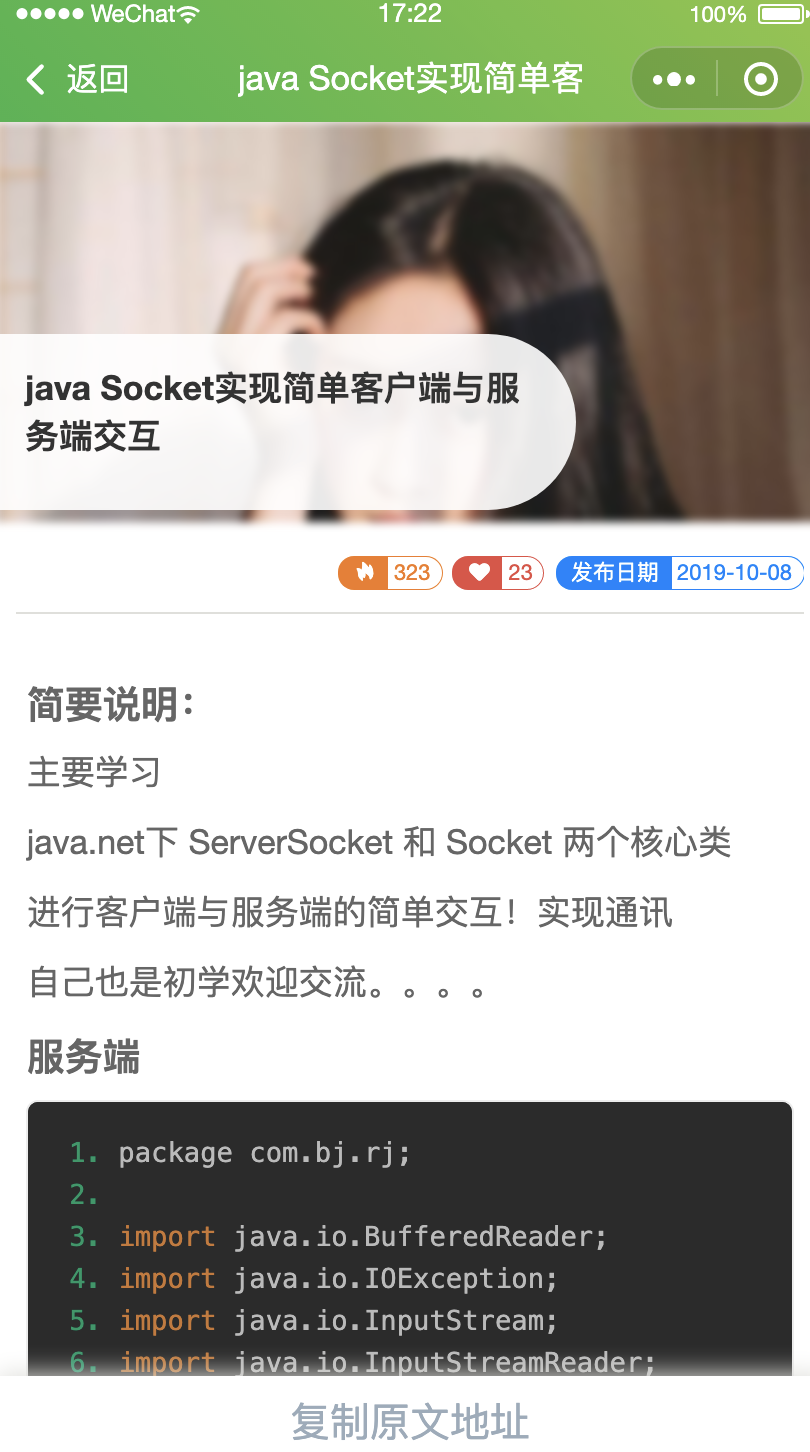 WeChat
17:22
100%
返回
java Socket实现简单客
java Socket实现简单客户端与服
务端交互
323
23
发布日期 2019-10-08
简要说明：
主要学习
java.net下 ServerSocket 和 Socket 两个核心类
进行客户端与服务端的简单交互！实现通讯
自己也是初学欢迎交流。。。。
服务端
1. package com.bj.rj;
2.
3. import java.io.BufferedReader;
4. import java.io.IOException;
5. import java.io.InputStream;
6. import java.io.InputStreamReader;
复制原文地址